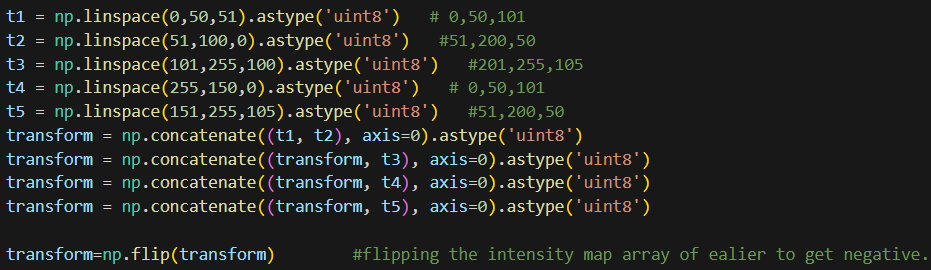 t1 = np.linspace(0,50,51).astype('uint8')   # 0,50,101
t2 = np.linspace(51,100,0).astype('uint8')   #51,200,50
t3 = np.linspace(101,255,100).astype('uint8')   #201,255,105
t4 = np.linspace(255,150,0).astype('uint8')   # 0,50,101
t5 = np.linspace(151,255,105).astype('uint8')   #51,200,50
transform = np.concatenate((t1, t2), axis=0).astype('uint8')
transform = np.concatenate((transform, t3), axis=0).astype('uint8')
transform = np.concatenate((transform, t4), axis=0).astype('uint8')
transform = np.concatenate((transform, t5), axis=0).astype('uint8')
transform=np.flip(transform)        #flipping the intensity map array of ealier to get negative.